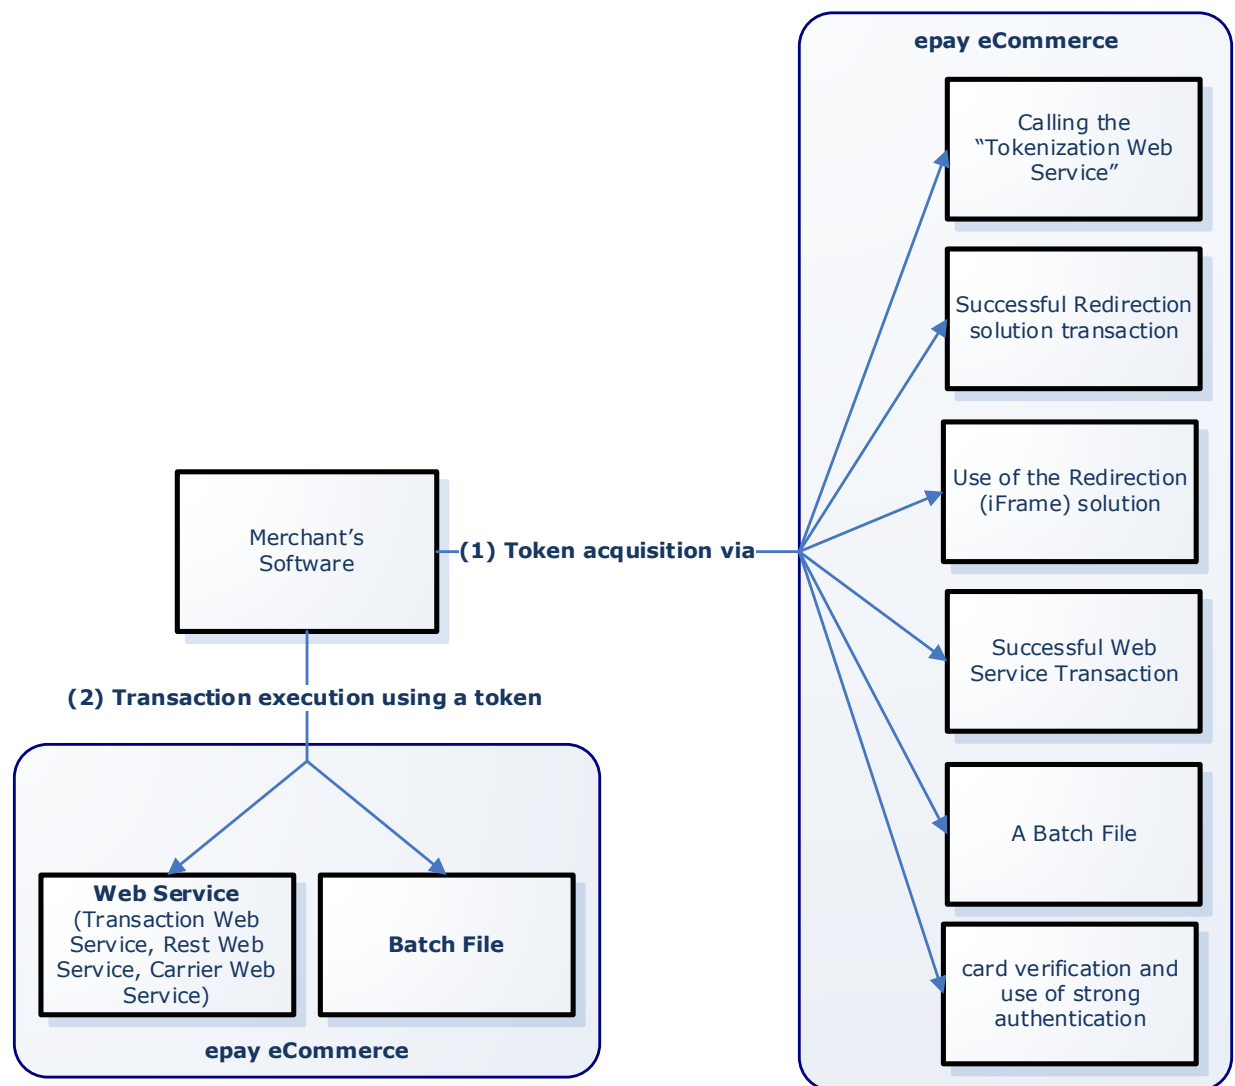 epay eCommerce
Calling the
“Tokenization Web
Service”
Successful Redirection
solution transaction
Use of the Redirection
(iFrame) solution
Merchant’s
Software
(1) Token acquisition via
Successful Web
Service Transaction
(2) Transaction execution using a token
A Batch File
Web Service
(Transaction Web
Service, Rest Web
Service, Carrier Web
Service)
Batch File
card verification and
use of strong
authentication
epay eCommerce